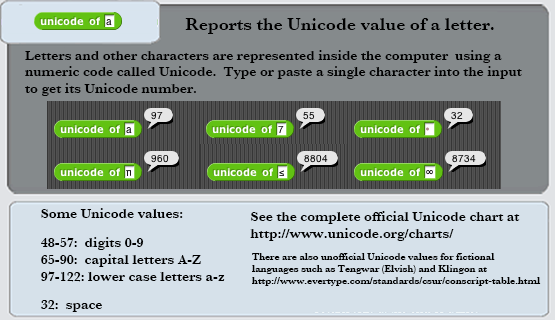 unicode of a
Reports the Unicode value of a letter.
Letters and other characters are represented inside the computer using a
numeric code called Unicode. Type or paste a single character into the input
to get its Unicode number.
unicode of a 97
unicode of 7 55
unicode of 32
unicode of π 960
unicode of ≤ 8804
unicode of ∞ 8734
Some Unicode values:
48-57: digits 0-9
65-90: capital letters A-Z
97-122: lower case letters a-z
32: space
See the complete official Unicode chart at
http://www.unicode.org/charts/
There are also unofficial Unicode values for fictional
languages such as Tengwar (Elvish) and Klingon at
http://www.evertype.com/standards/csur/conscript-table.html